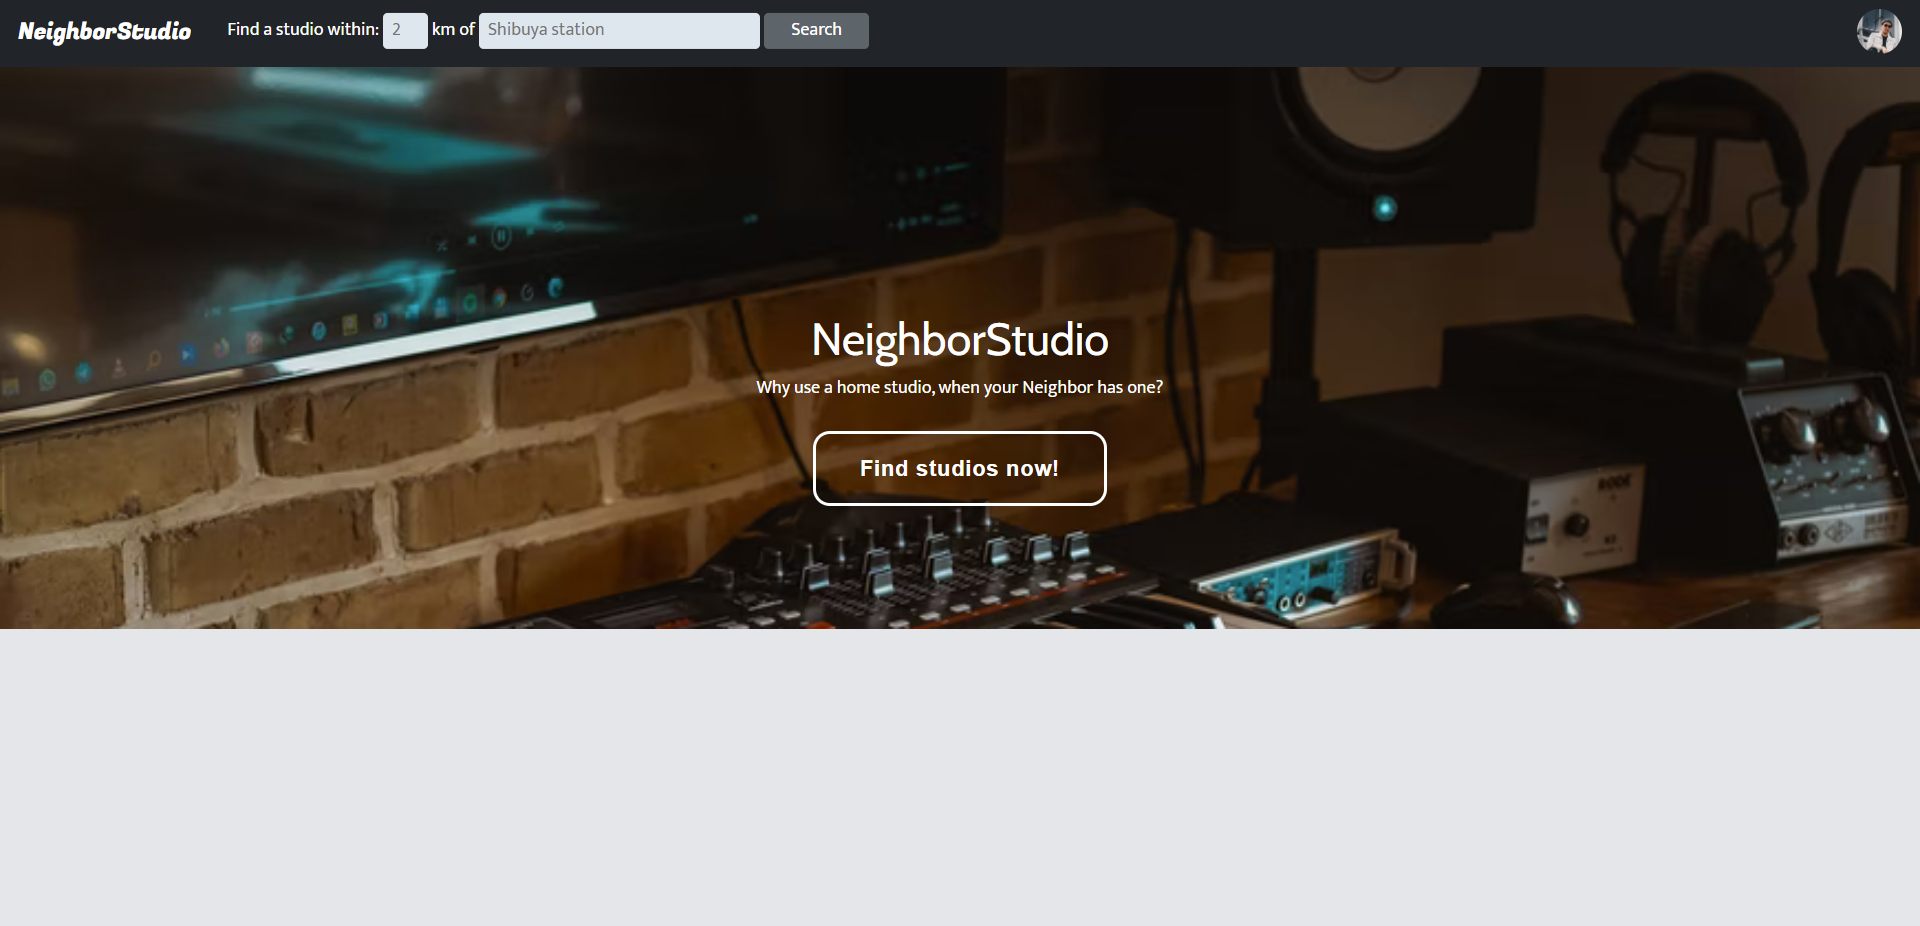 NeighborStudio Find a studio within: 2 km of Shibuya station Search
NeighborStudio
Why use a home studio, when your Neighbor has one?
Find studios now!
RODE